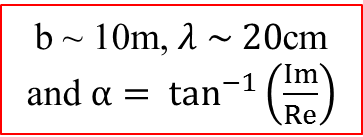 b ~ 10m, λ ~ 20cm
and α = tan⁻¹ (Im/Re)